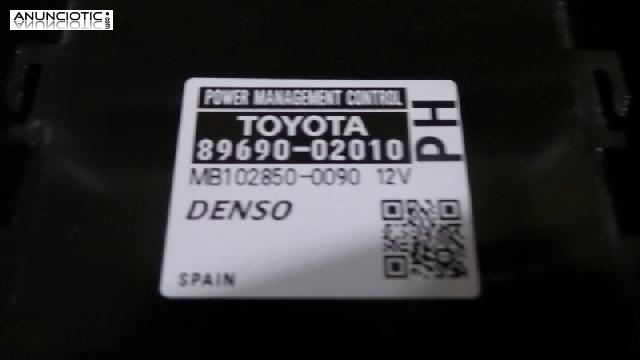 ANUNCIOTIC.com
POWER MANAGEMENT CONTROL
TOYOTA
89690-02010
PH
MB102850-0090 12V
DENSO
SPAIN